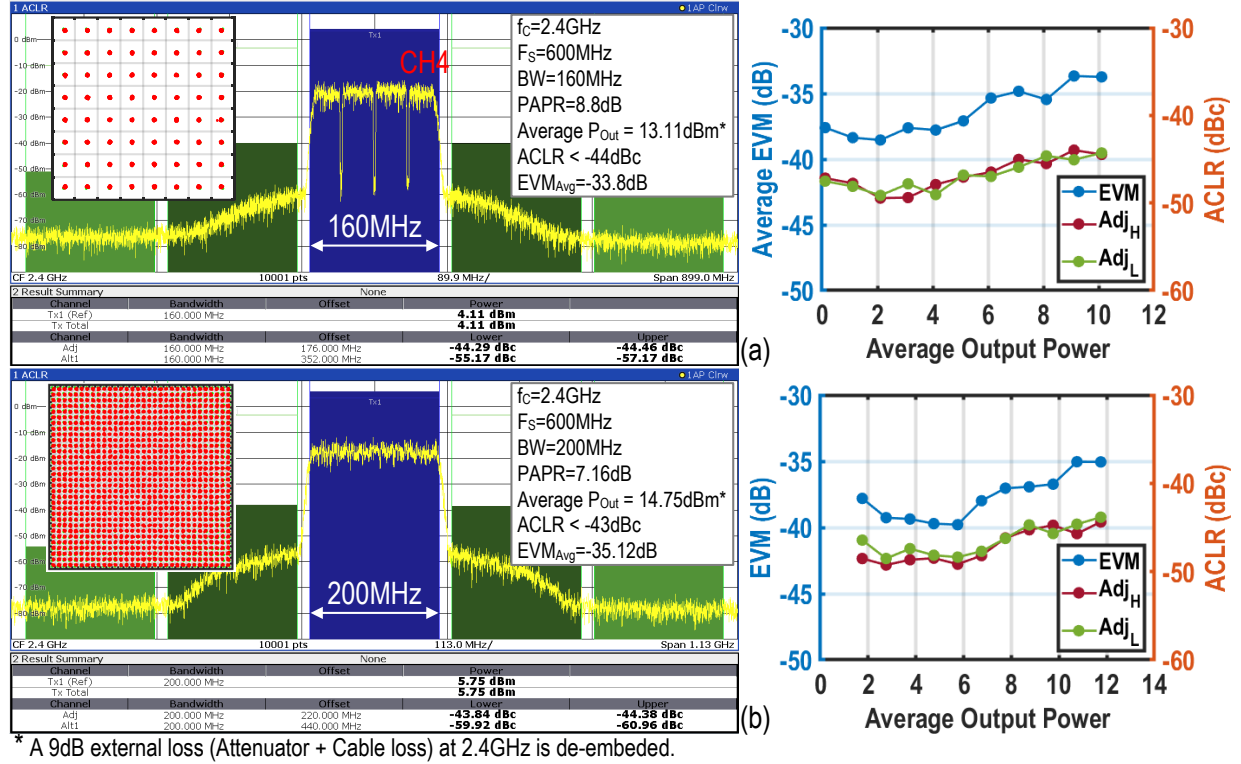 1 ACLR
1AP Clrw
Tx1
CH4
0 dBm
-10 dBm
-20 dBm
-30 dBm
-40 dBm
-50 dBm
-60 dBm
-70 dBm
-80 dBm
160MHz
fC=2.4GHz
FS=600MHz
BW=160MHz
PAPR=8.8dB
Average POut = 13.11dBm*
ACLR < -44dBc
EVMAvg=-33.8dB
CF 2.4 GHz 10001 pts 89.9 MHz/ Span 899.0 MHz
2 Result Summary None
Channel Bandwidth Offset Power
Tx1 (Ref) 160.000 MHz 4.11 dBm
Tx Total 4.11 dBm
Channel Bandwidth Offset Lower Upper
Adj 160.000 MHz 176.000 MHz -44.29 dBc -44.46 dBc
Alt1 160.000 MHz 352.000 MHz -55.17 dBc -57.17 dBc
(a)
Average EVM (dB)
-30
-35
-40
-45
-50
ACLR (dBc)
-30
-40
-50
-60
EVM
AdjH
AdjL
0 2 4 6 8 10 12
Average Output Power
1 ACLR
1AP Clrw
Tx1
0 dBm
-10 dBm
-20 dBm
-30 dBm
-40 dBm
-50 dBm
-60 dBm
-70 dBm
-80 dBm
200MHz
fC=2.4GHz
FS=600MHz
BW=200MHz
PAPR=7.16dB
Average POut = 14.75dBm*
ACLR < -43dBc
EVMAvg=-35.12dB
CF 2.4 GHz 10001 pts 113.0 MHz/ Span 1.13 GHz
2 Result Summary None
Channel Bandwidth Offset Power
Tx1 (Ref) 200.000 MHz 5.75 dBm
Tx Total 5.75 dBm
Channel Bandwidth Offset Lower Upper
Adj 200.000 MHz 220.000 MHz -43.84 dBc -44.38 dBc
Alt1 200.000 MHz 440.000 MHz -59.92 dBc -60.96 dBc
(b)
EVM (dB)
-30
-35
-40
-45
-50
ACLR (dBc)
-30
-40
-50
-60
EVM
AdjH
AdjL
0 2 4 6 8 10 12 14
Average Output Power
* A 9dB external loss (Attenuator + Cable loss) at 2.4GHz is de-embeded.